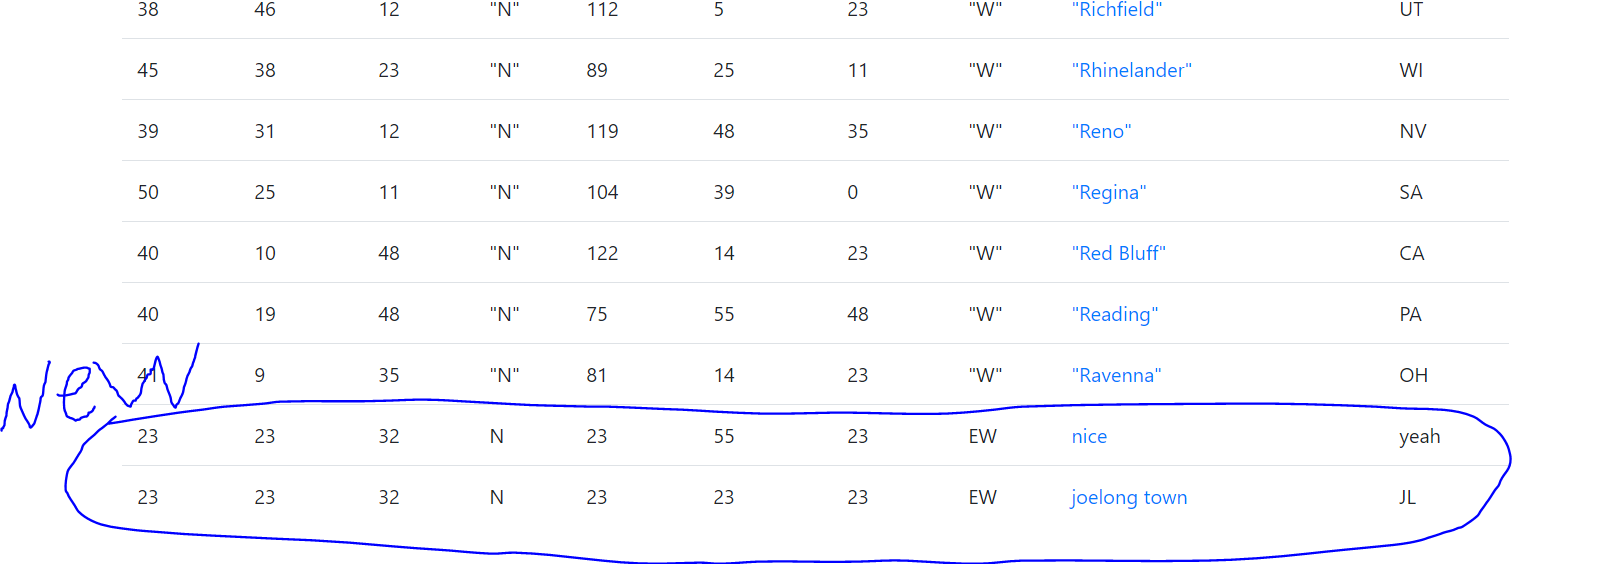 38 46 12 "N" 112 5 23 "W" "Richfield" UT
45 38 23 "N" 89 25 11 "W" "Rhinelander" WI
39 31 12 "N" 119 48 35 "W" "Reno" NV
50 25 11 "N" 104 39 0 "W" "Regina" SA
40 10 48 "N" 122 14 23 "W" "Red Bluff" CA
40 19 48 "N" 75 55 48 "W" "Reading" PA
41 9 35 "N" 81 14 23 "W" "Ravenna" OH
New
23 23 32 N 23 55 23 EW nice yeah
23 23 32 N 23 23 23 EW joelong town JL